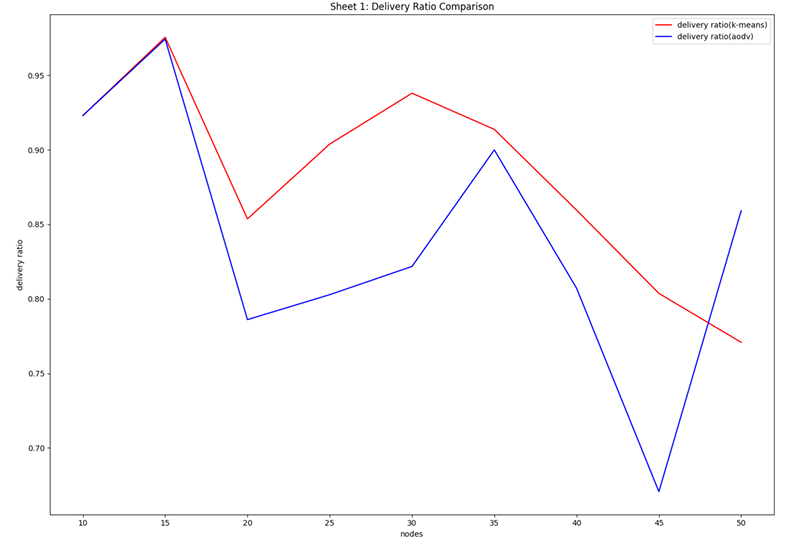 Sheet 1: Delivery Ratio Comparison
delivery ratio(k-means)
delivery ratio(aodv)
delivery ratio
0.95
0.90
0.85
0.80
0.75
0.70
10 15 20 25 30 35 40 45 50
nodes